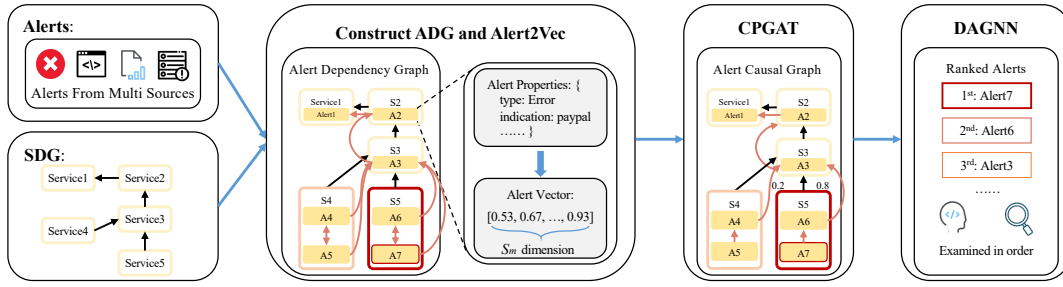 Alerts:
</>
Alerts From Multi Sources
SDG:
Service1
Service2
Service3
Service4
Service5
Construct ADG and Alert2Vec
Alert Dependency Graph
Service1
Alert1
S2
A2
S3
A3
S4
A4
A5
S5
A6
A7
Alert Properties: {
type: Error
indication: paypal
...... }
Alert Vector:
[0.53, 0.67, ..., 0.93]
Sm dimension
CPGAT
Alert Causal Graph
Service1
Alert1
S2
A2
S3
A3
0.2
0.8
S4
A4
A5
S5
A6
A7
DAGNN
Ranked Alerts
1st: Alert7
2nd: Alert6
3rd: Alert3
......
</>
Examined in order